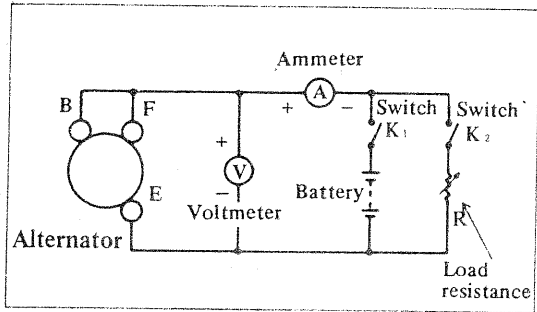 Ammeter
B
F
A
+
−
Switch
K1
Switch
K2
+
V
−
E
Battery
Voltmeter
R
Alternator
Load
resistance